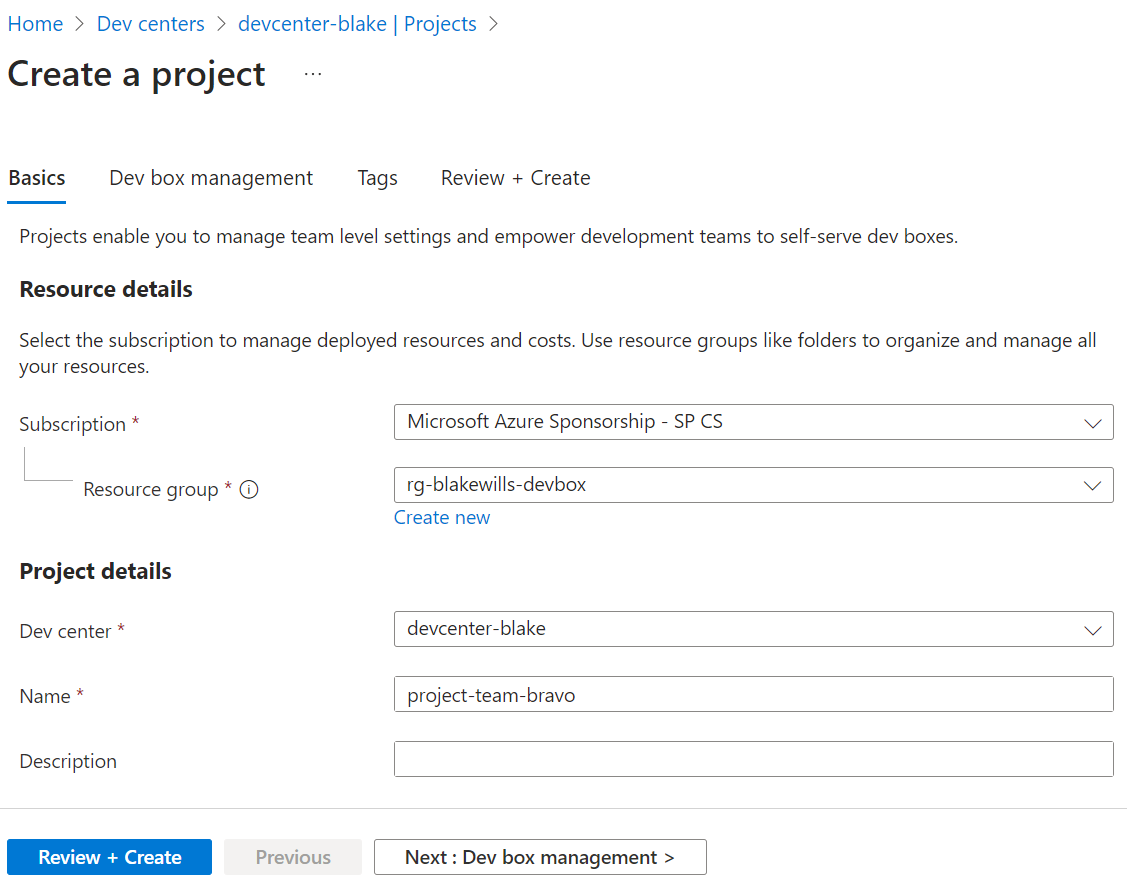 Home > Dev centers > devcenter-blake | Projects >
Create a project ...
Basics Dev box management Tags Review + Create
Projects enable you to manage team level settings and empower development teams to self-serve dev boxes.
Resource details
Select the subscription to manage deployed resources and costs. Use resource groups like folders to organize and manage all
your resources.
Subscription * Microsoft Azure Sponsorship - SP CS
Resource group * rg-blakewills-devbox
Create new
Project details
Dev center * devcenter-blake
Name * project-team-bravo
Description
Review + Create Previous Next : Dev box management >